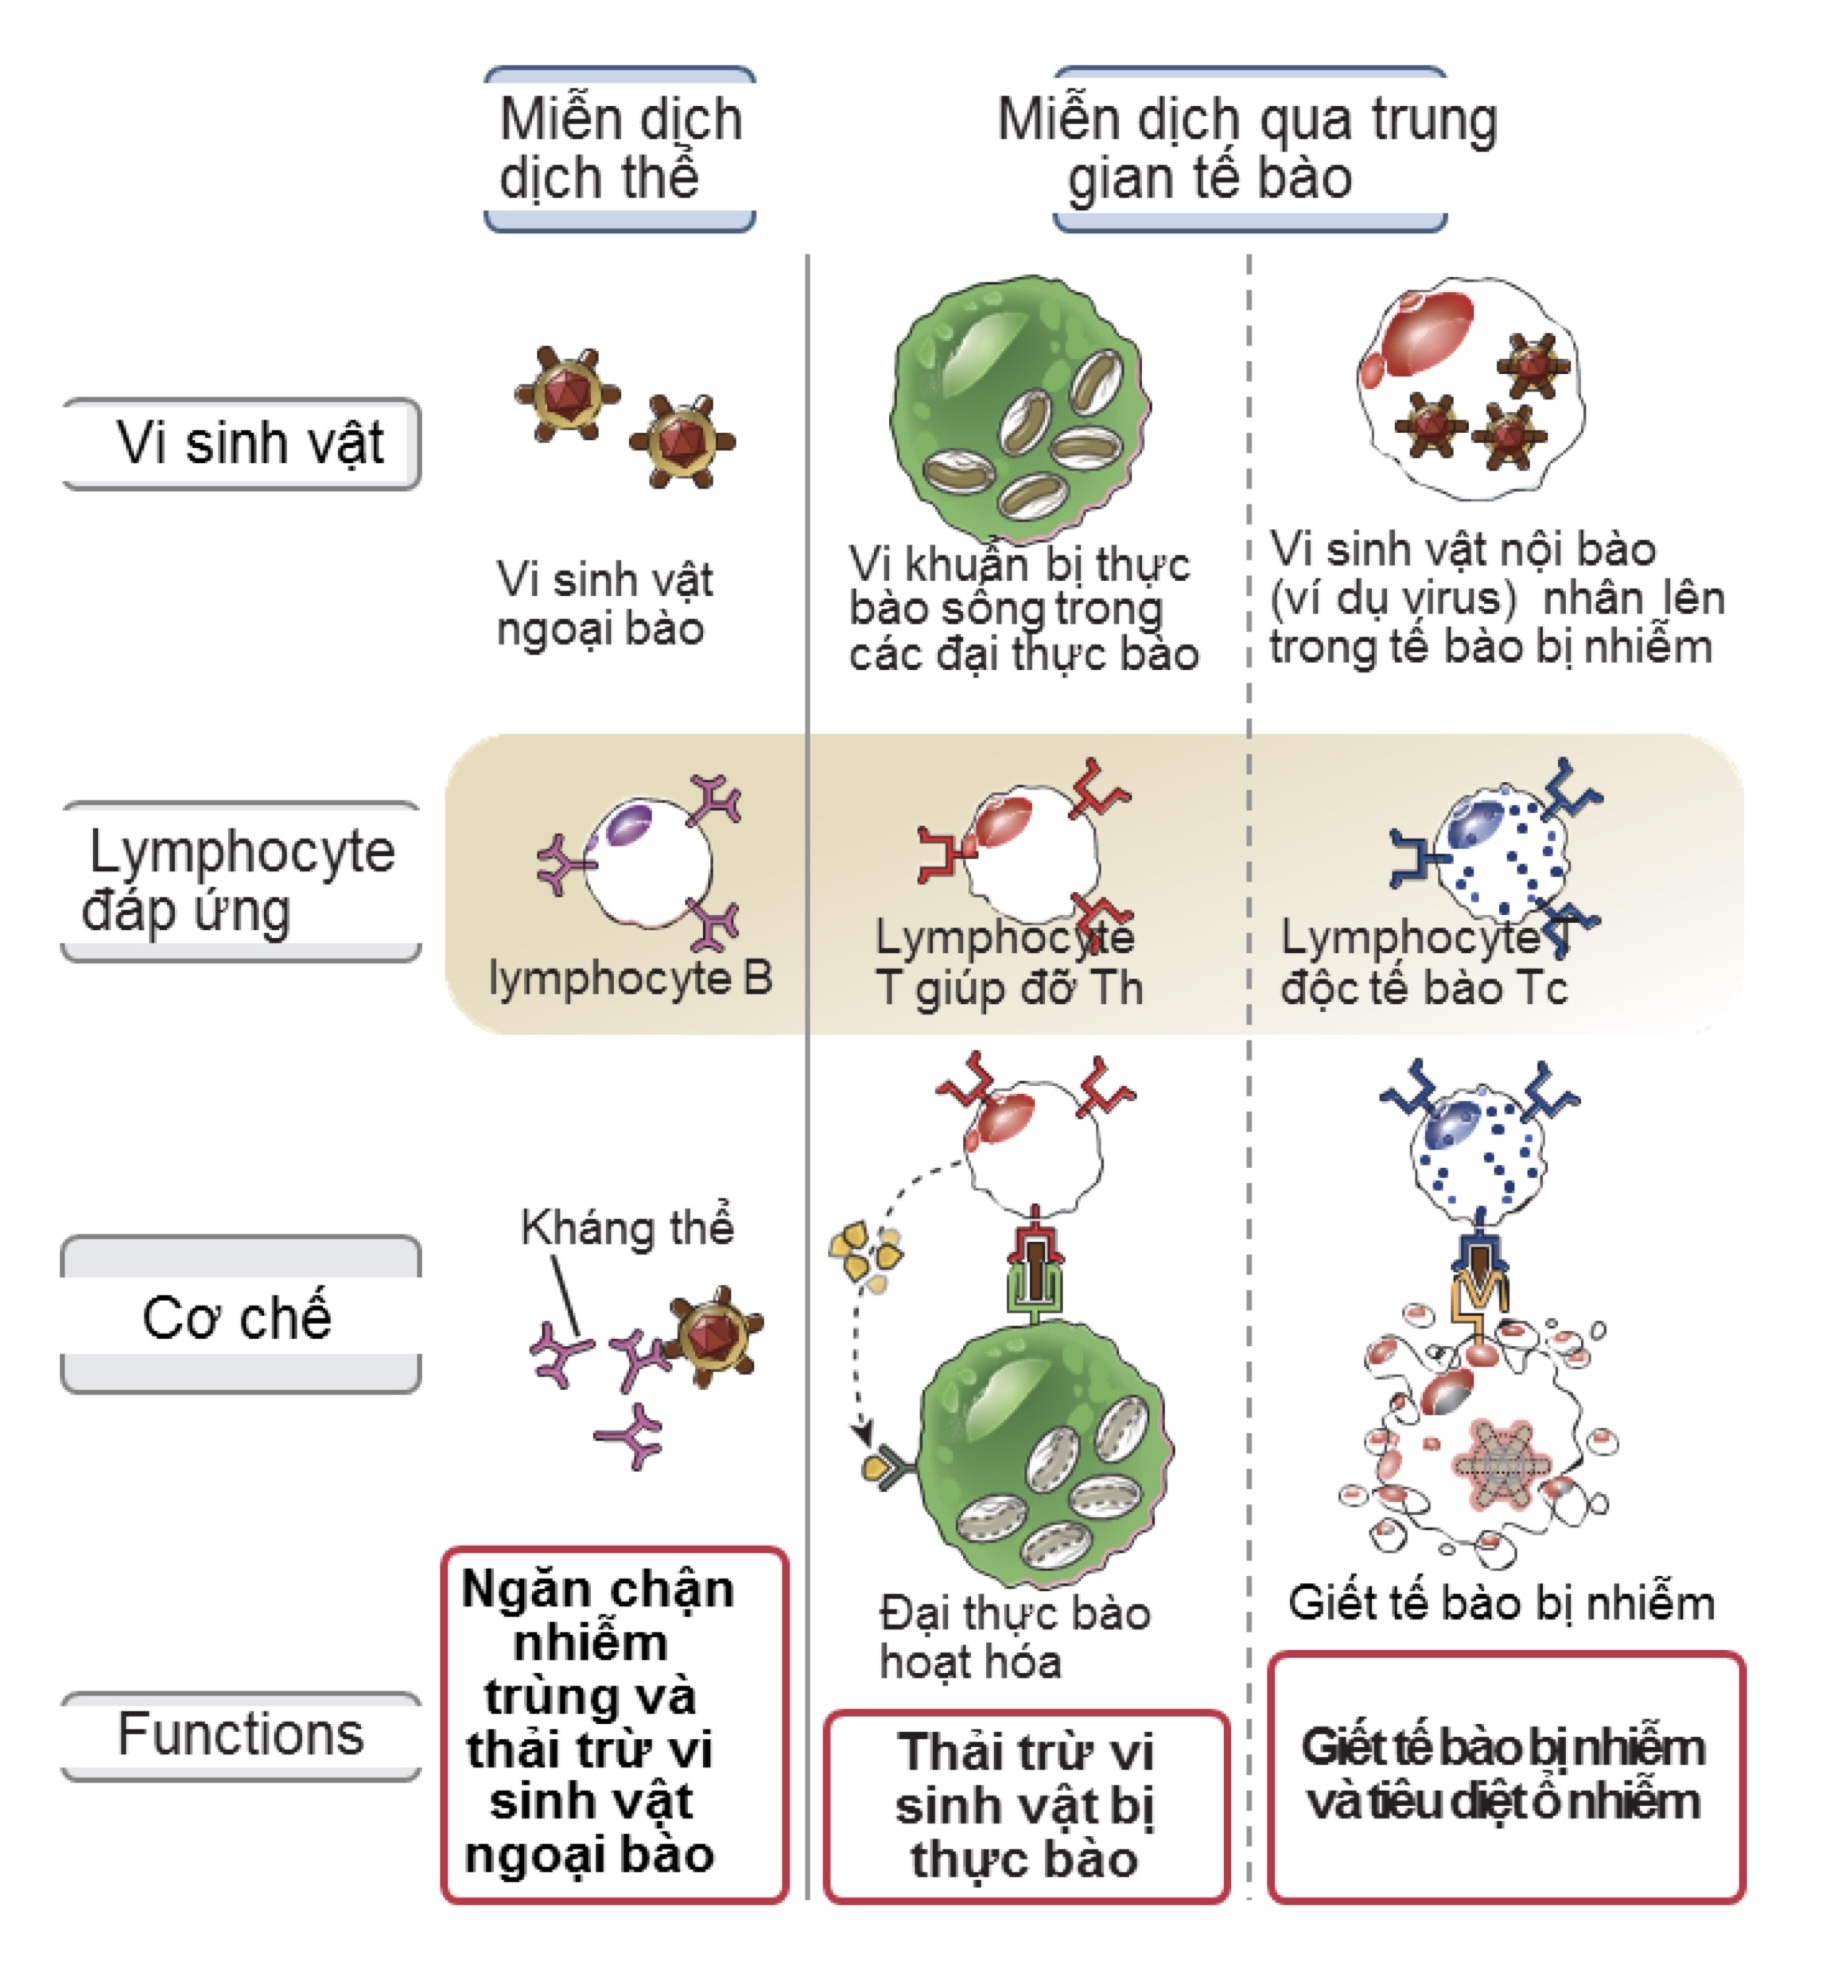 Miễn dịch
dịch thể
Miễn dịch qua trung
gian tế bào
Vi sinh vật
Vi sinh vật
ngoại bào
Vi khuẩn bị thực
bào sống trong
các đại thực bào
Vi sinh vật nội bào
(ví dụ virus) nhân lên
trong tế bào bị nhiễm
Lymphocyte
đáp ứng
lymphocyte B
Lymphocyte
T giúp đỡ Th
Lymphocyte T
độc tế bào Tc
Cơ chế
Kháng thể
Đại thực bào
hoạt hóa
Giết tế bào bị nhiễm
Functions
Ngăn chận
nhiễm
trùng và
thải trừ vi
sinh vật
ngoại bào
Thải trừ vi
sinh vật bị
thực bào
Giết tế bào bị nhiễm
và tiêu diệt ổ nhiễm